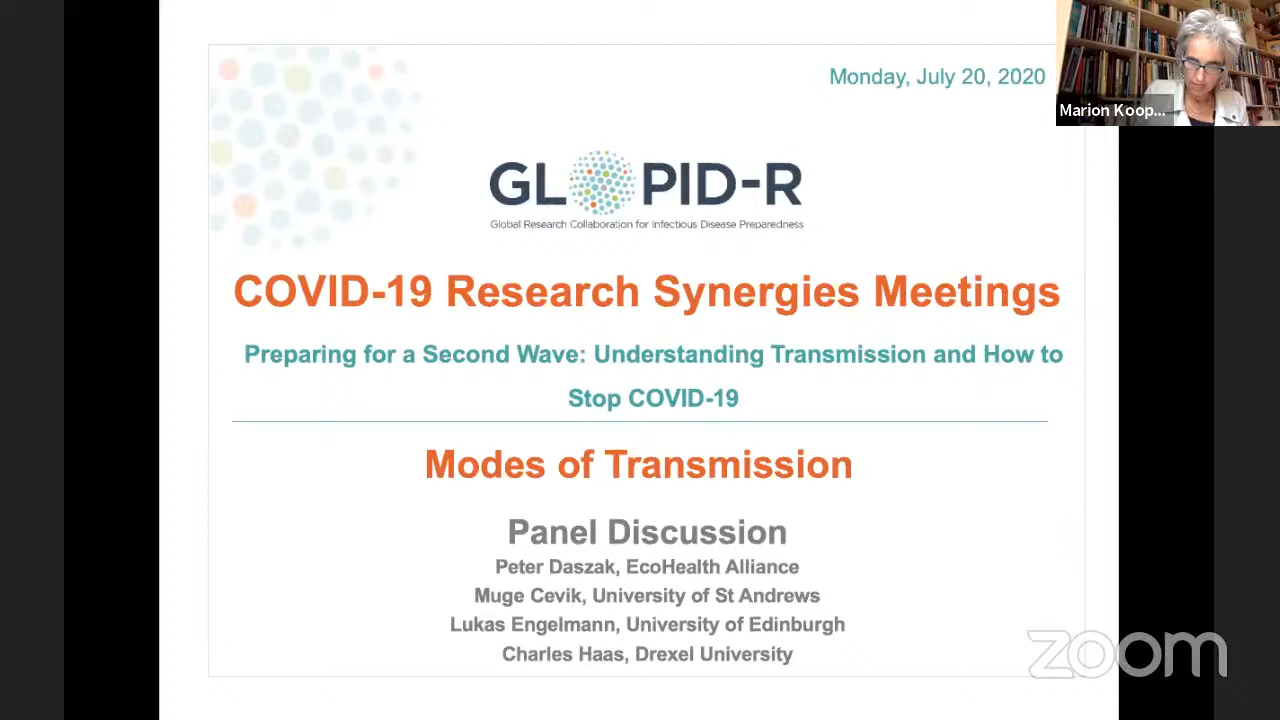 Monday, July 20, 2020
Marion Koop...
GLOPID-R
Global Research Collaboration for Infectious Disease Preparedness
COVID-19 Research Synergies Meetings
Preparing for a Second Wave: Understanding Transmission and How to
Stop COVID-19
Modes of Transmission
Panel Discussion
Peter Daszak, EcoHealth Alliance
Muge Cevik, University of St Andrews
Lukas Engelmann, University of Edinburgh
Charles Haas, Drexel University
zoom